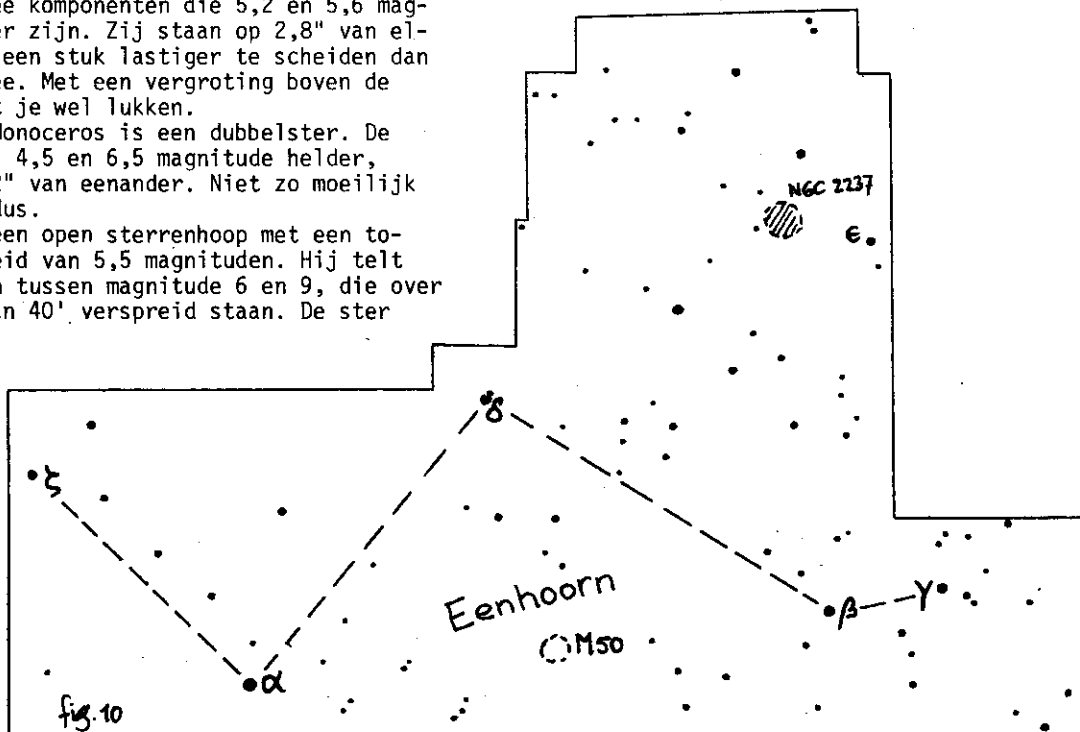 ee komponenten die 5,2 en 5,6 mag-
er zijn. Zij staan op 2,8" van el-
een stuk lastiger te scheiden dan
ee. Met een vergroting boven de
je wel lukken.
Monoceros is een dubbelster. De
4,5 en 6,5 magnitude helder,
" van eenander. Niet zo moeilijk
dus.
een open sterrenhoop met een to-
eid van 5,5 magnituden. Hij telt
n tussen magnitude 6 en 9, die over
an 40' verspreid staan. De ster
NGC 2237
ε
δ
ζ
Eenhoorn
β
γ
M50
α
fig.10